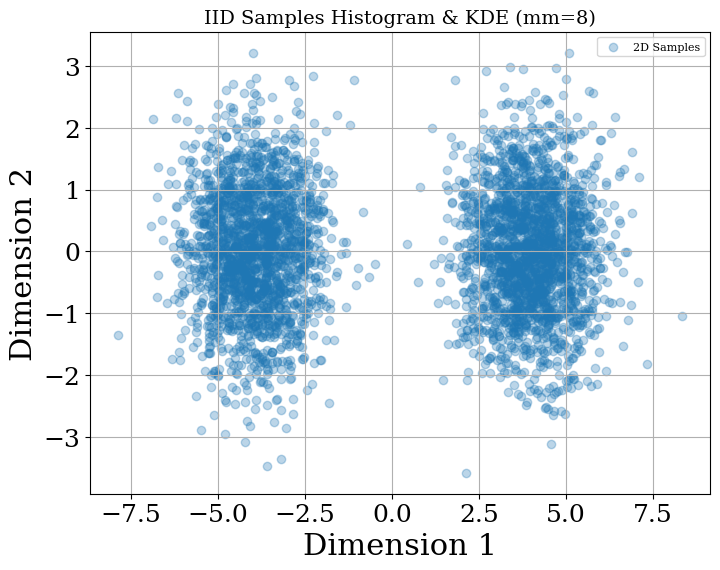 IID Samples Histogram & KDE (mm=8)
2D Samples
Dimension 2
3
2
1
0
−1
−2
−3
−7.5 −5.0 −2.5 0.0 2.5 5.0 7.5
Dimension 1